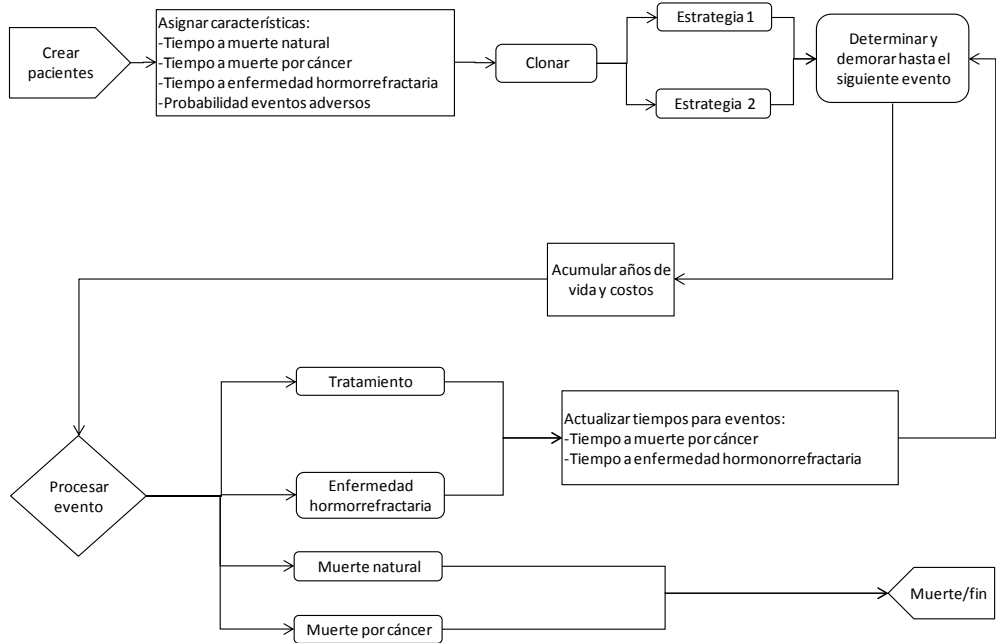 Crear
pacientes
Asignar características:
-Tiempo a muerte natural
-Tiempo a muerte por cáncer
-Tiempo a enfermedad hormorrefractaria
-Probabilidad eventos adversos
Clonar
Estrategia 1
Estrategia 2
Determinar y
demorar hasta el
siguiente evento
Acumular años de
vida y costos
Procesar
evento
Tratamiento
Enfermedad
hormorrefractaria
Muerte natural
Muerte por cáncer
Actualizar tiempos para eventos:
-Tiempo a muerte por cáncer
-Tiempo a enfermedad hormonorrefractaria
Muerte/fin